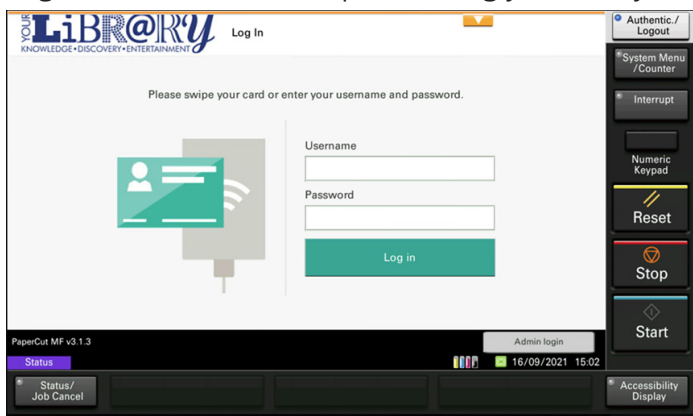 YOUR LiBR@RY
KNOWLEDGE•DISCOVERY•ENTERTAINMENT
Log In
Please swipe your card or enter your username and password.
Username
Password
Log in
PaperCut MF v3.1.3
Admin login
Status
16/09/2021 15:02
Status/
Job Cancel
Authentic./
Logout
System Menu
/Counter
Interrupt
Numeric
Keypad
Reset
Stop
Start
Accessibility
Display